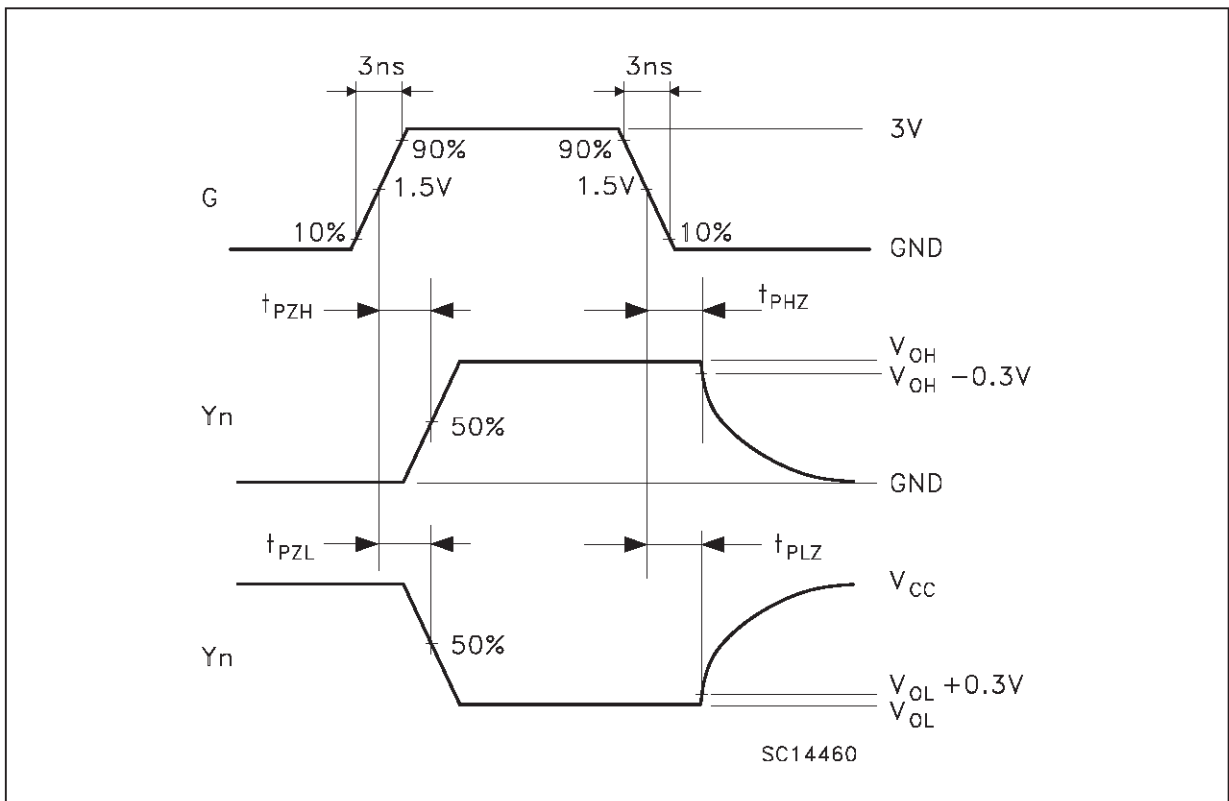 3ns 3ns
3V
90% 90%
G 1.5V 1.5V
10% 10%
GND
tPZH tPHZ
VOH
VOH −0.3V
Yn 50%
GND
tPZL tPLZ
VCC
Yn 50%
VOL +0.3V
VOL
SC14460